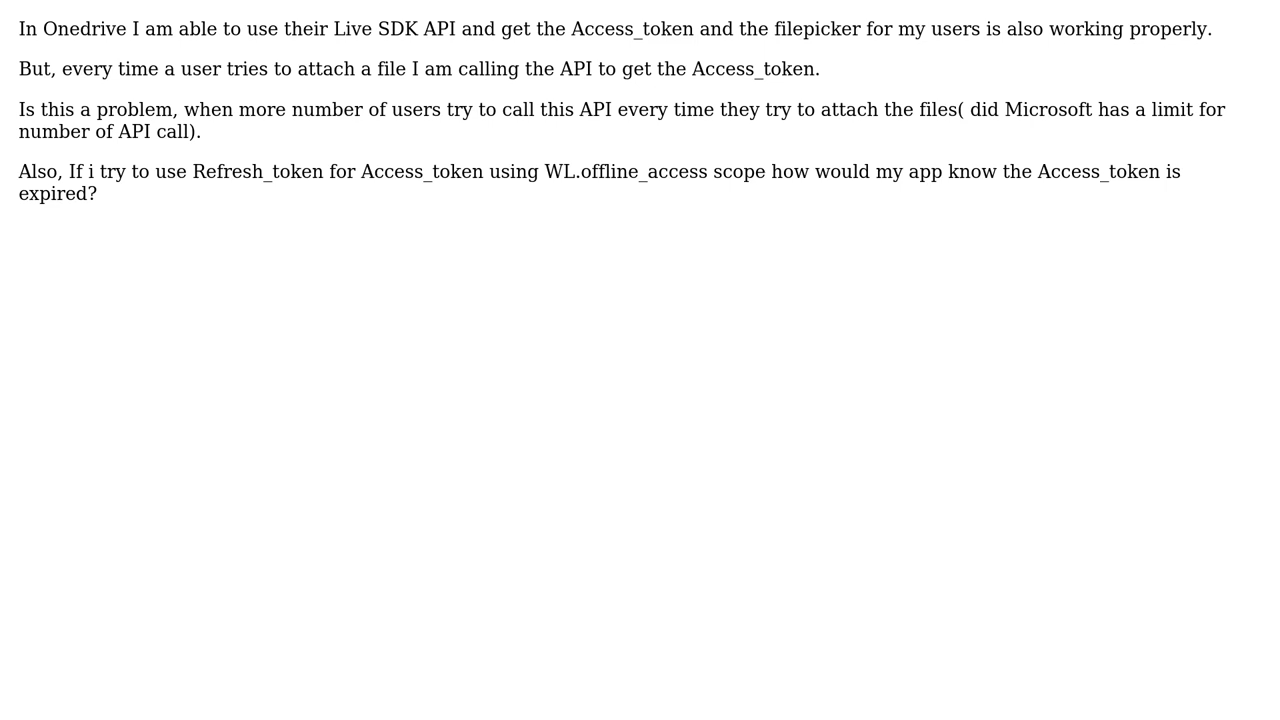 In Onedrive I am able to use their Live SDK API and get the Access_token and the filepicker for my users is also working properly.
But, every time a user tries to attach a file I am calling the API to get the Access_token.
Is this a problem, when more number of users try to call this API every time they try to attach the files( did Microsoft has a limit for
number of API call).
Also, If i try to use Refresh_token for Access_token using WL.offline_access scope how would my app know the Access_token is
expired?